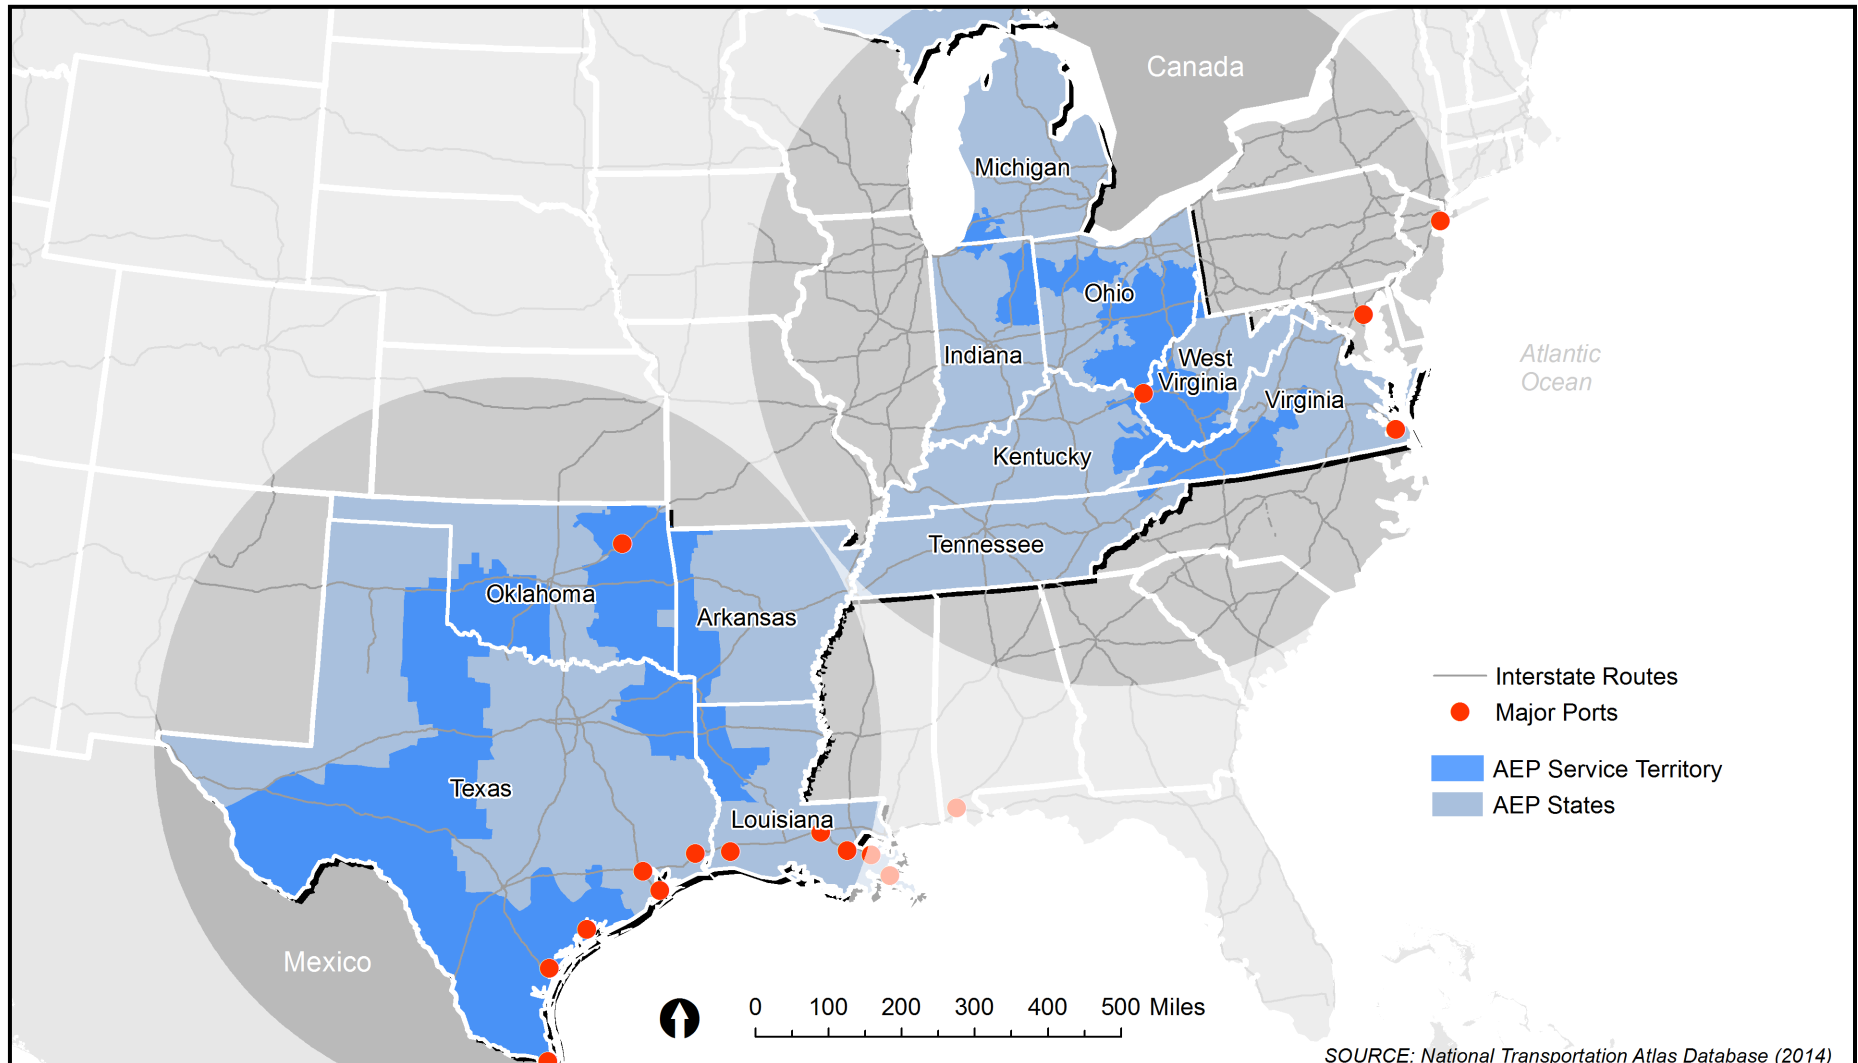 Canada
Michigan
Ohio
Indiana
West
Virginia
Virginia
Atlantic
Ocean
Kentucky
Tennessee
Oklahoma
Arkansas
Texas
Louisiana
Mexico
Interstate Routes
Major Ports
AEP Service Territory
AEP States
0 100 200 300 400 500 Miles
SOURCE: National Transportation Atlas Database (2014)